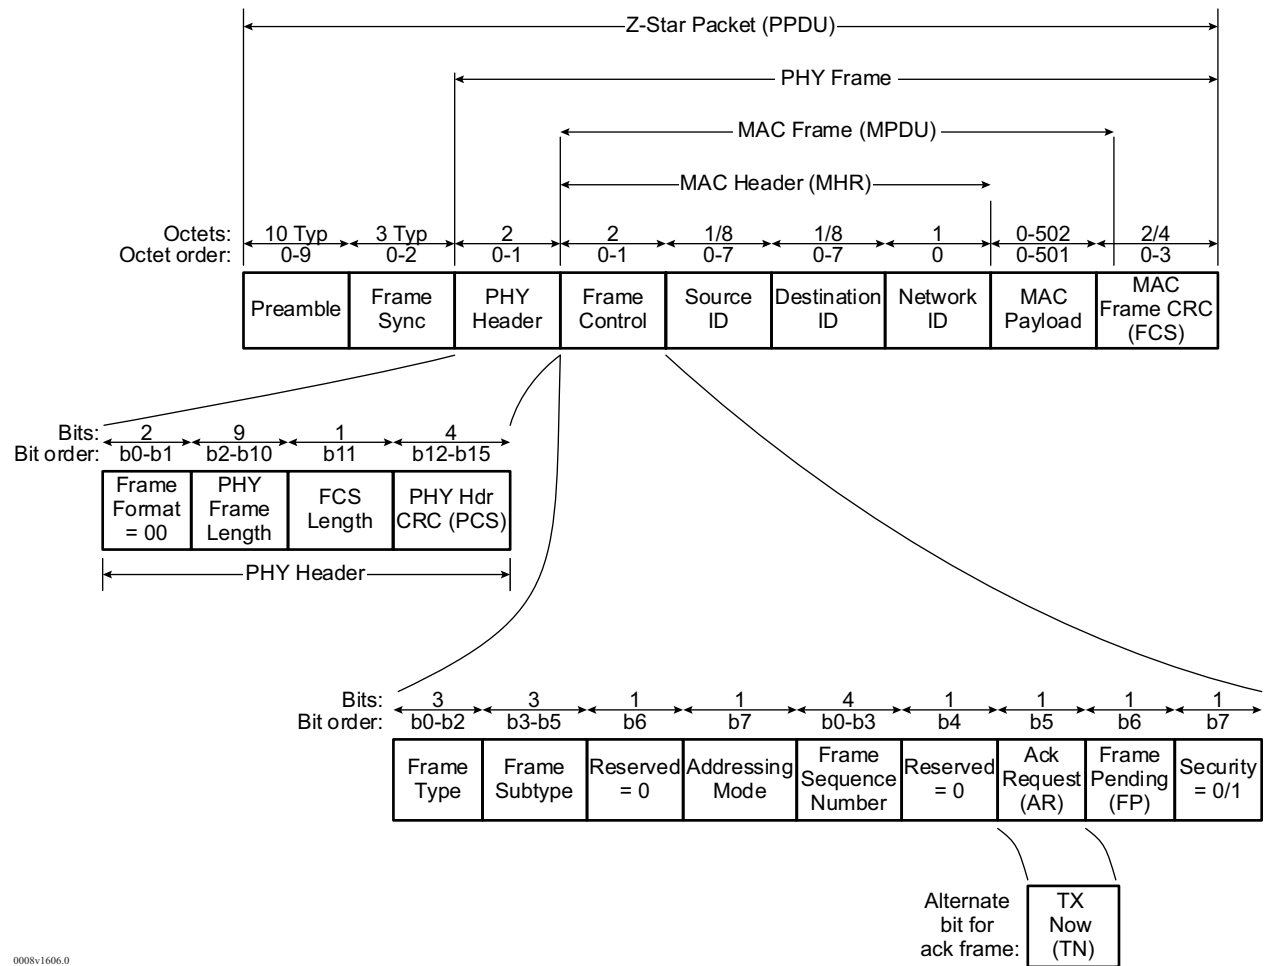 Z-Star Packet (PPDU)
PHY Frame
MAC Frame (MPDU)
MAC Header (MHR)
Octets: 10 Typ 3 Typ 2 2 1/8 1/8 1 0-502 2/4
Octet order: 0-9 0-2 0-1 0-1 0-7 0-7 0 0-501 0-3
Preamble
Frame
Sync
PHY
Header
Frame
Control
Source
ID
Destination
ID
Network
ID
MAC
Payload
MAC
Frame CRC
(FCS)
Bits: 2 9 1 4
Bit order: b0-b1 b2-b10 b11 b12-b15
Frame
Format
= 00
PHY
Frame
Length
FCS
Length
PHY Hdr
CRC (PCS)
PHY Header
Bits: 3 3 1 1 4 1 1 1 1
Bit order: b0-b2 b3-b5 b6 b7 b0-b3 b4 b5 b6 b7
Frame
Type
Frame
Subtype
Reserved
= 0
Addressing
Mode
Frame
Sequence
Number
Reserved
= 0
Ack
Request
(AR)
Frame
Pending
(FP)
Security
= 0/1
Alternate
bit for
ack frame:
TX
Now
(TN)
0008v1606.0